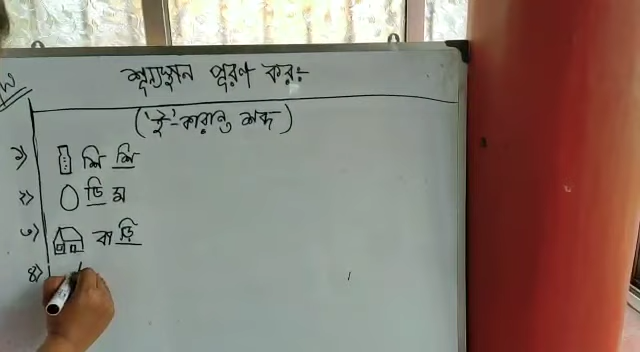 শূন্যস্থান পূরণ কর:-
('ই'-কারান্ত শব্দ)
১) শি শি
২) ডি ম
৩) বা ড়ি
৪)